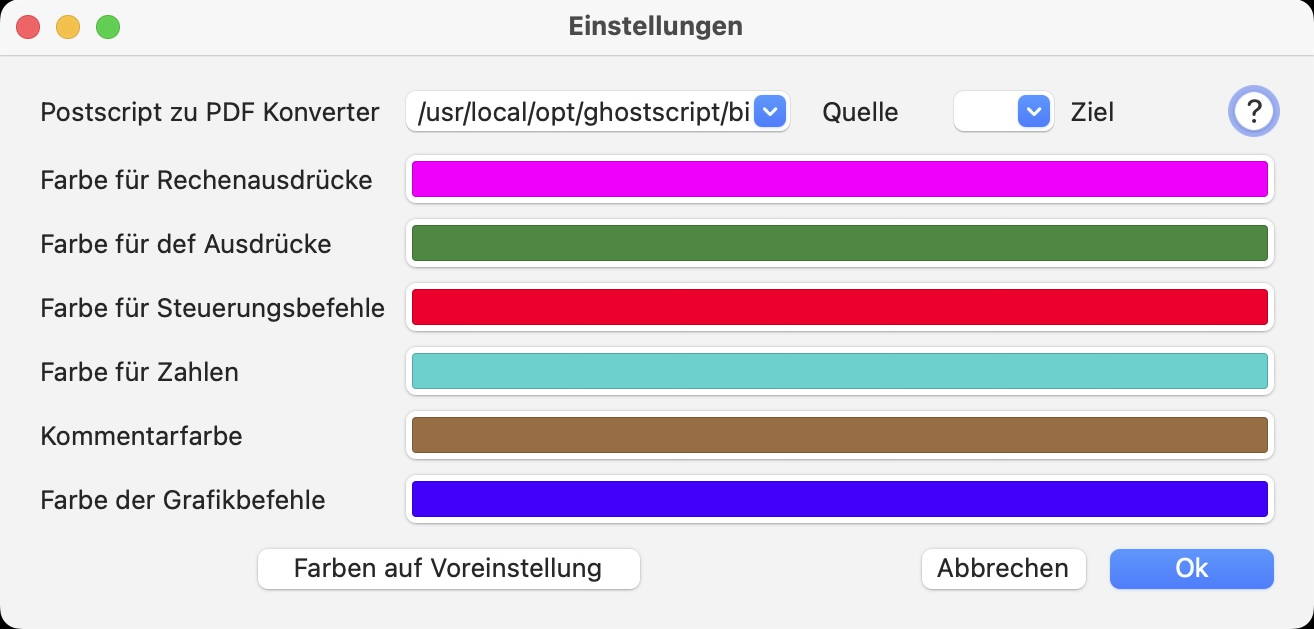 Einstellungen
Postscript zu PDF Konverter /usr/local/opt/ghostscript/bi Quelle Ziel ?
Farbe für Rechenausdrücke
Farbe für def Ausdrücke
Farbe für Steuerungsbefehle
Farbe für Zahlen
Kommentarfarbe
Farbe der Grafikbefehle
Farben auf Voreinstellung Abbrechen Ok